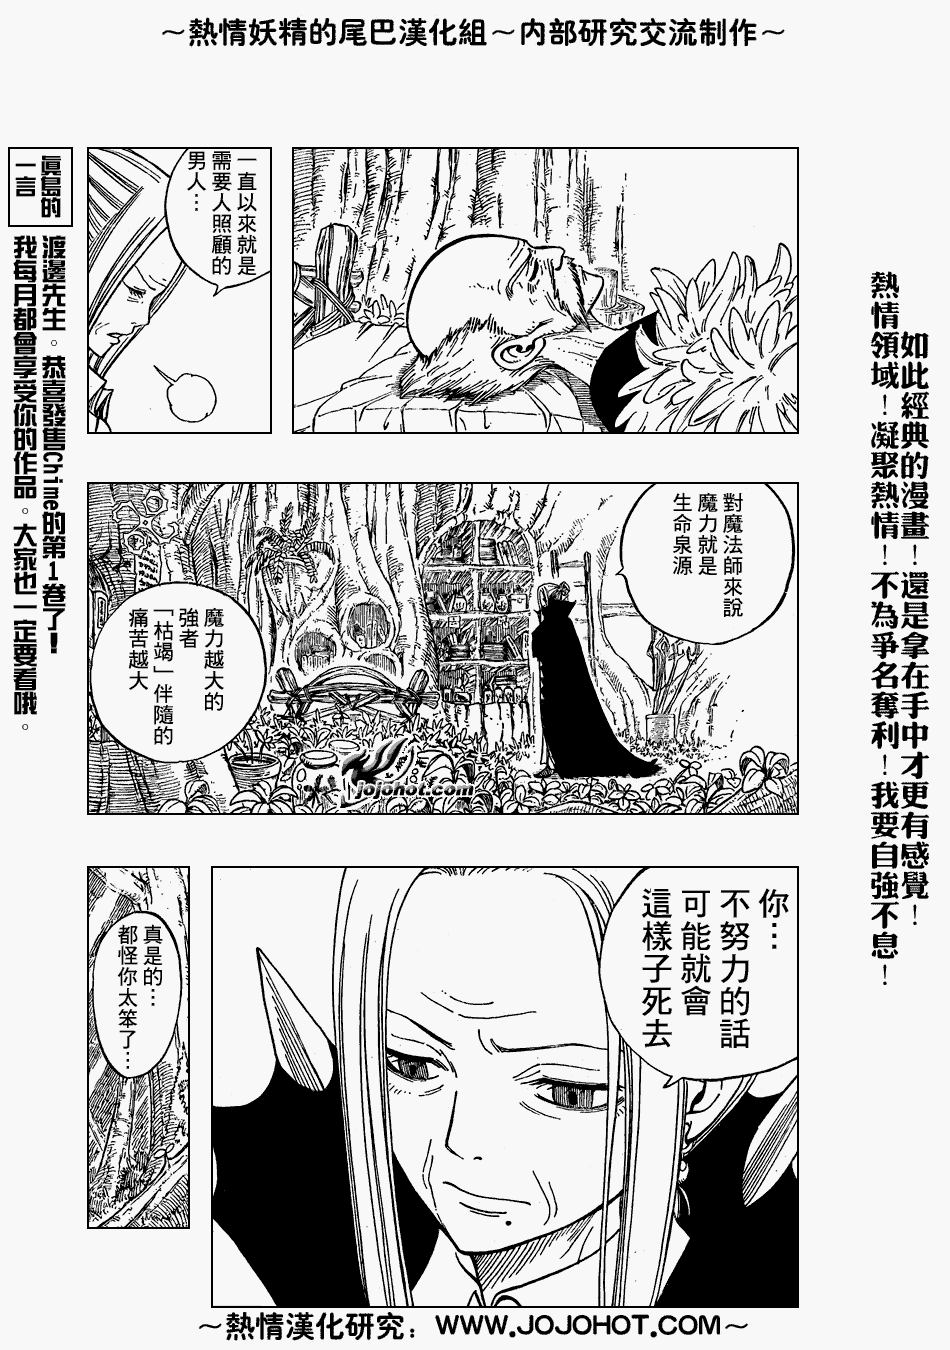 ～熱情妖精的尾巴漢化組～内部研究交流制作～
如此經典的漫畫！還是拿在手中才更有感覺！
熱情領域！凝聚熱情！不為爭名奪利！我要自強不息！
一直以來就是
需要人照顧的
男人…
對魔法師來說
魔力就是
生命泉源
魔力越大的
強者
「枯竭」伴隨的
痛苦越大
jojohot.com
你…
不努力的話
可能就會
這樣子死去
真是的…
都怪你太笨了…
真島的
一言
渡邊先生。恭喜發售Chime的第1卷了！
我每月都會享受你的作品。大家也一定要看哦。
～熱情漢化研究：WWW.JOJOHOT.COM～